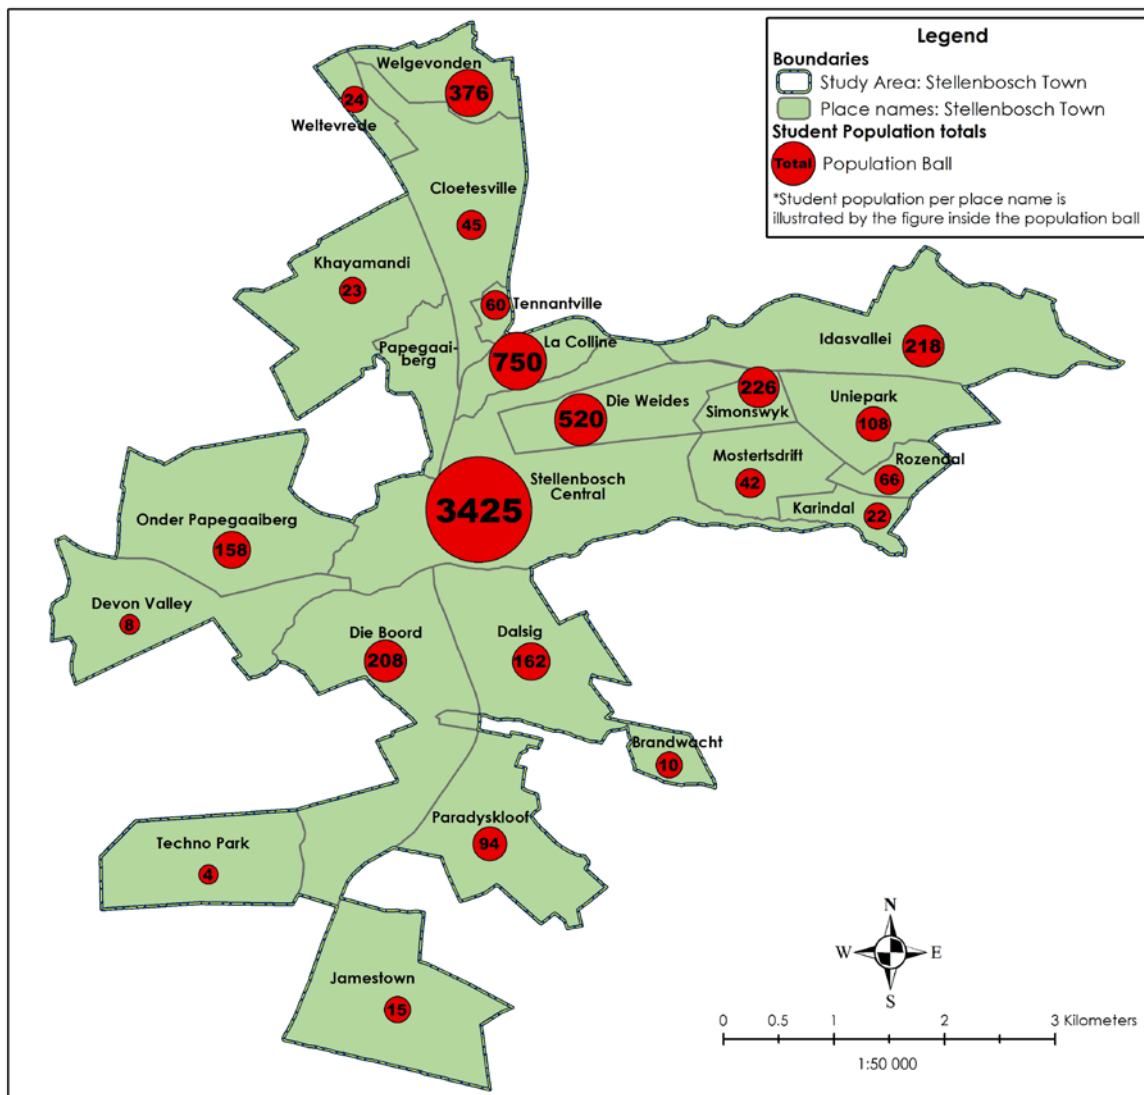 Legend
Boundaries
Study Area: Stellenbosch Town
Place names: Stellenbosch Town
Student Population totals
Total Population Ball
*Student population per place name is
illustrated by the figure inside the population ball
Welgevonden
376
24
Weltevrede
Cloetesville
45
Khayamandi
23
60 Tennantville
Papegaai-
berg
La Colline
750
Idasvallei
218
Die Weides
520
226
Simonswyk
Uniepark
108
Mostertsdrift
42
Rozendal
66
Karindal
22
Stellenbosch
Central
3425
Onder Papegaaiberg
158
Devon Valley
8
Die Boord
208
Dalsig
162
Brandwacht
10
Paradyskloof
94
Techno Park
4
Jamestown
15
N
W E
S
0 0.5 1 2 3 Kilometers
1:50 000